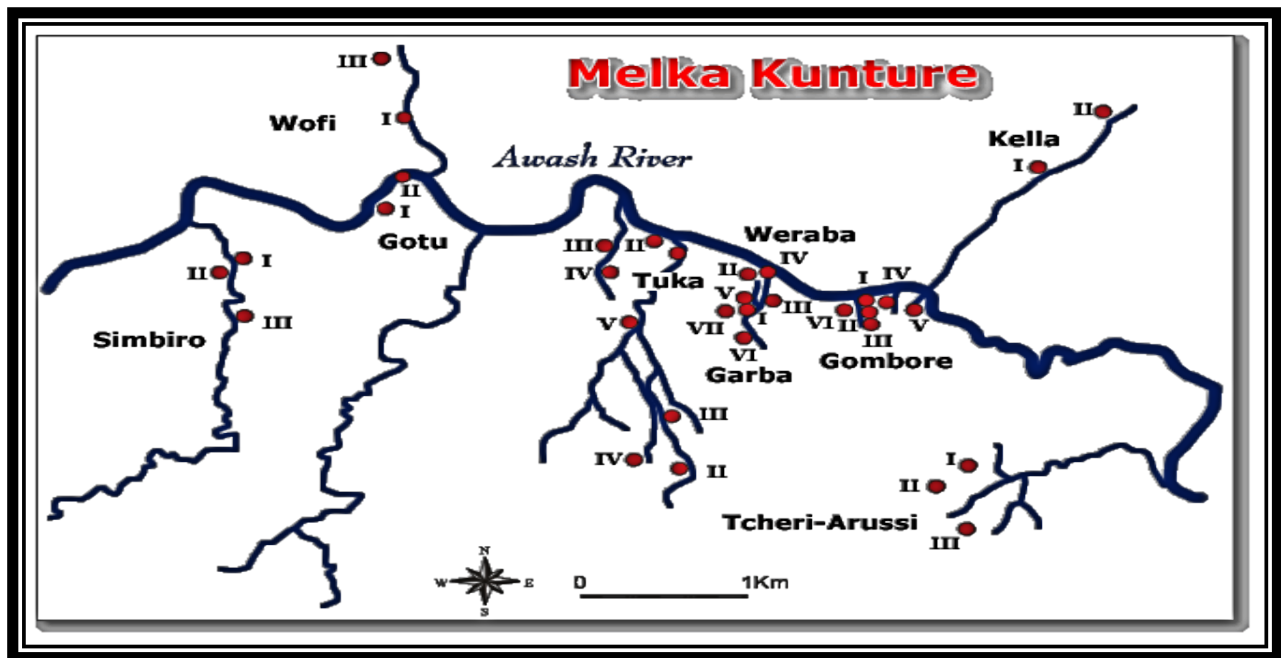 Melka Kunture
III
Wofi
I
II
Kella
I
Awash River
II
I
Gotu
Weraba
I
II
III
Simbiro
III
II
IV
Tuka
V
IV
II
V
III
I
VII
VI
Garba
I
IV
VI
II
V
III
Gombore
III
IV
II
I
II
Tcheri-Arussi
III
N
W
E
S
0
1Km